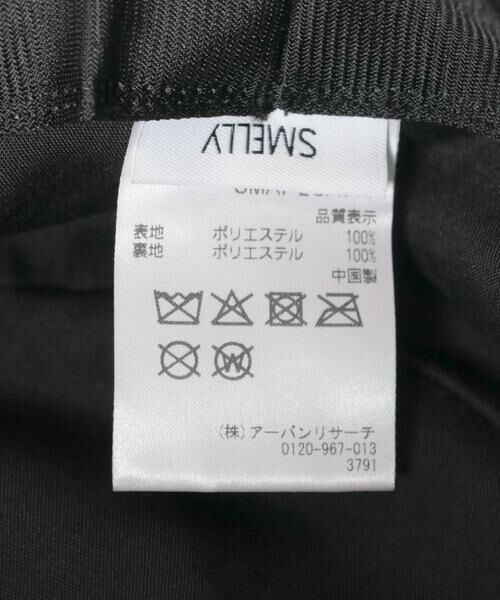 SMELLY
品質表示
表地 ポリエステル 100%
裏地 ポリエステル 100%
中国製
W
(株) アーバンリサーチ
0120-967-013
3791